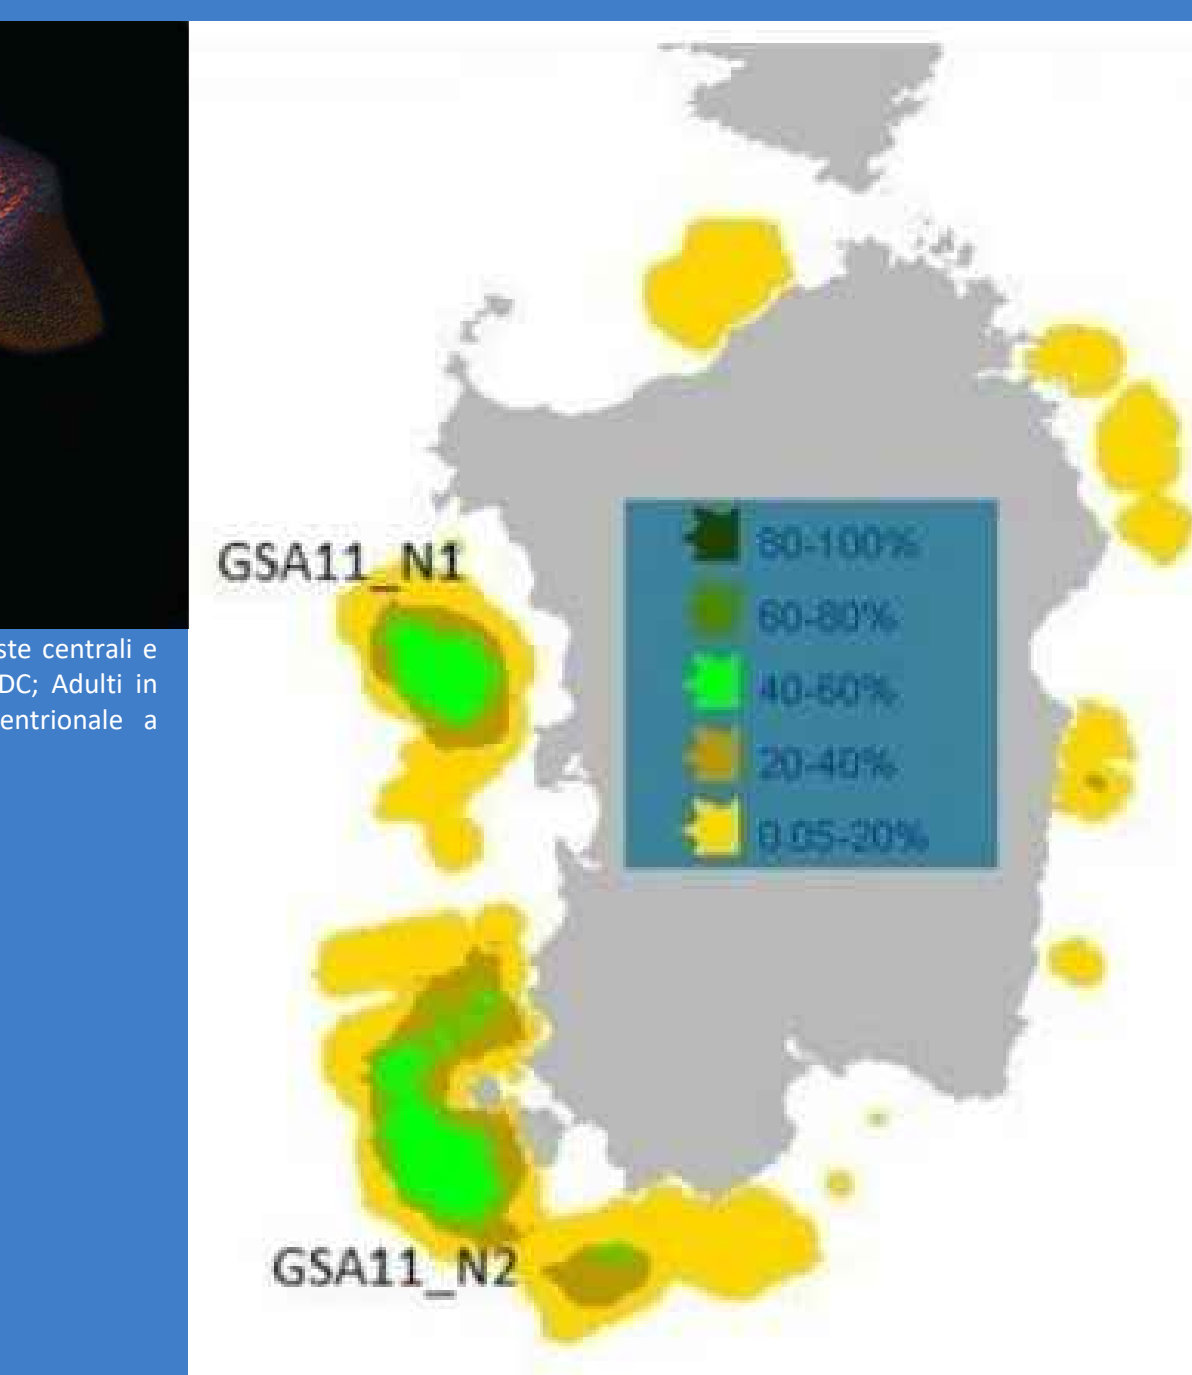 GSA11_N1
80-100%
60-80%
40-60%
20-40%
0.05-20%
ste centrali e
DC; Adulti in
entrionale a
GSA11_N2